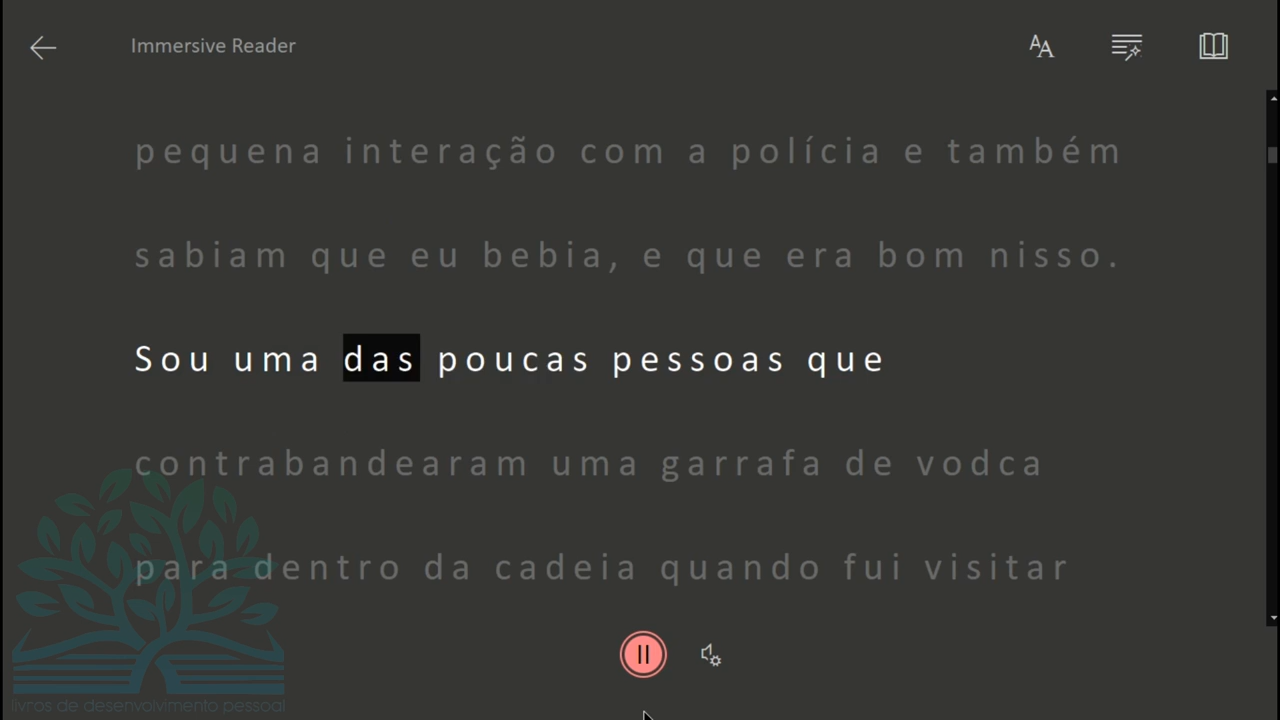 Immersive Reader
pequena interação com a polícia e também
sabiam que eu bebia, e que era bom nisso.
Sou uma das poucas pessoas que
contrabandearam uma garrafa de vodca
para dentro da cadeia quando fui visitar
livros de desenvolvimento pessoal